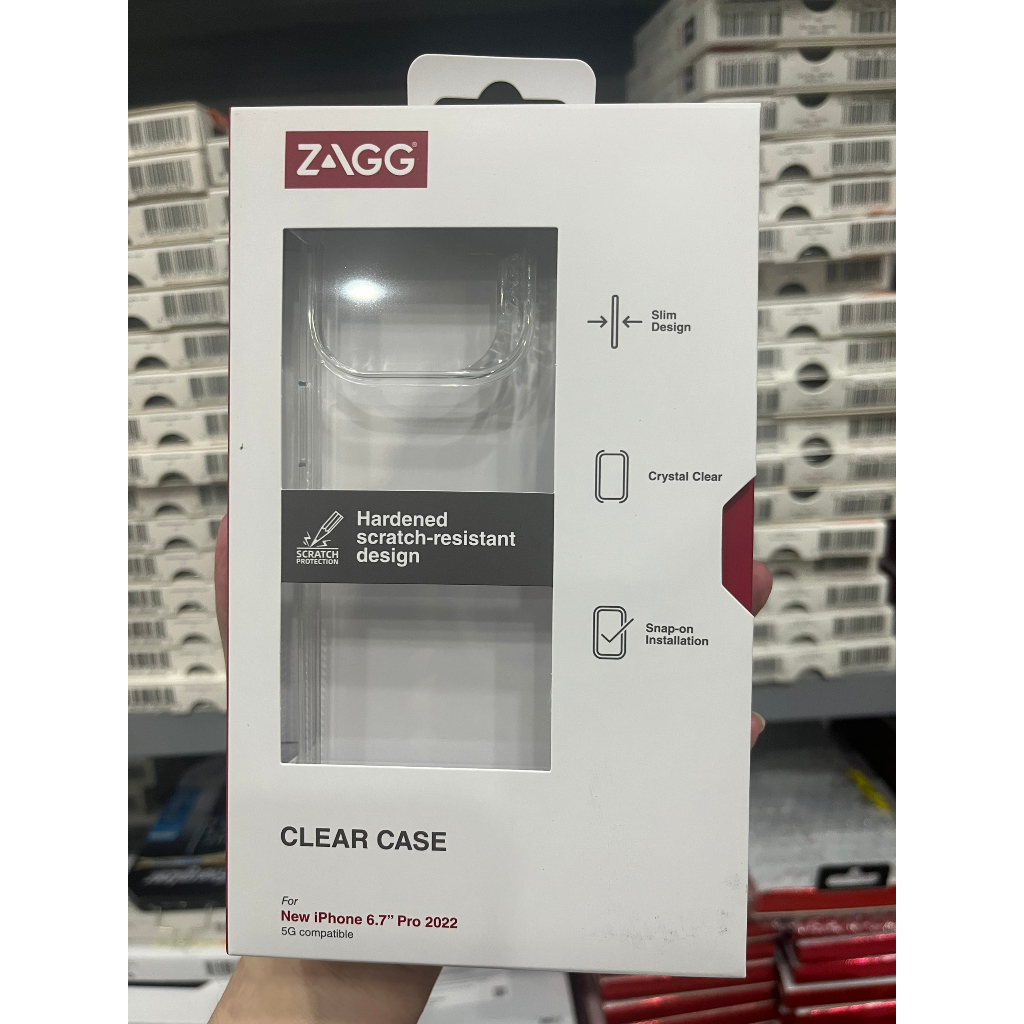 ZAGG®
Slim
Design
Crystal Clear
Hardened
scratch-resistant
design
SCRATCH
PROTECTION
Snap-on
Installation
CLEAR CASE
For
New iPhone 6.7” Pro 2022
5G compatible